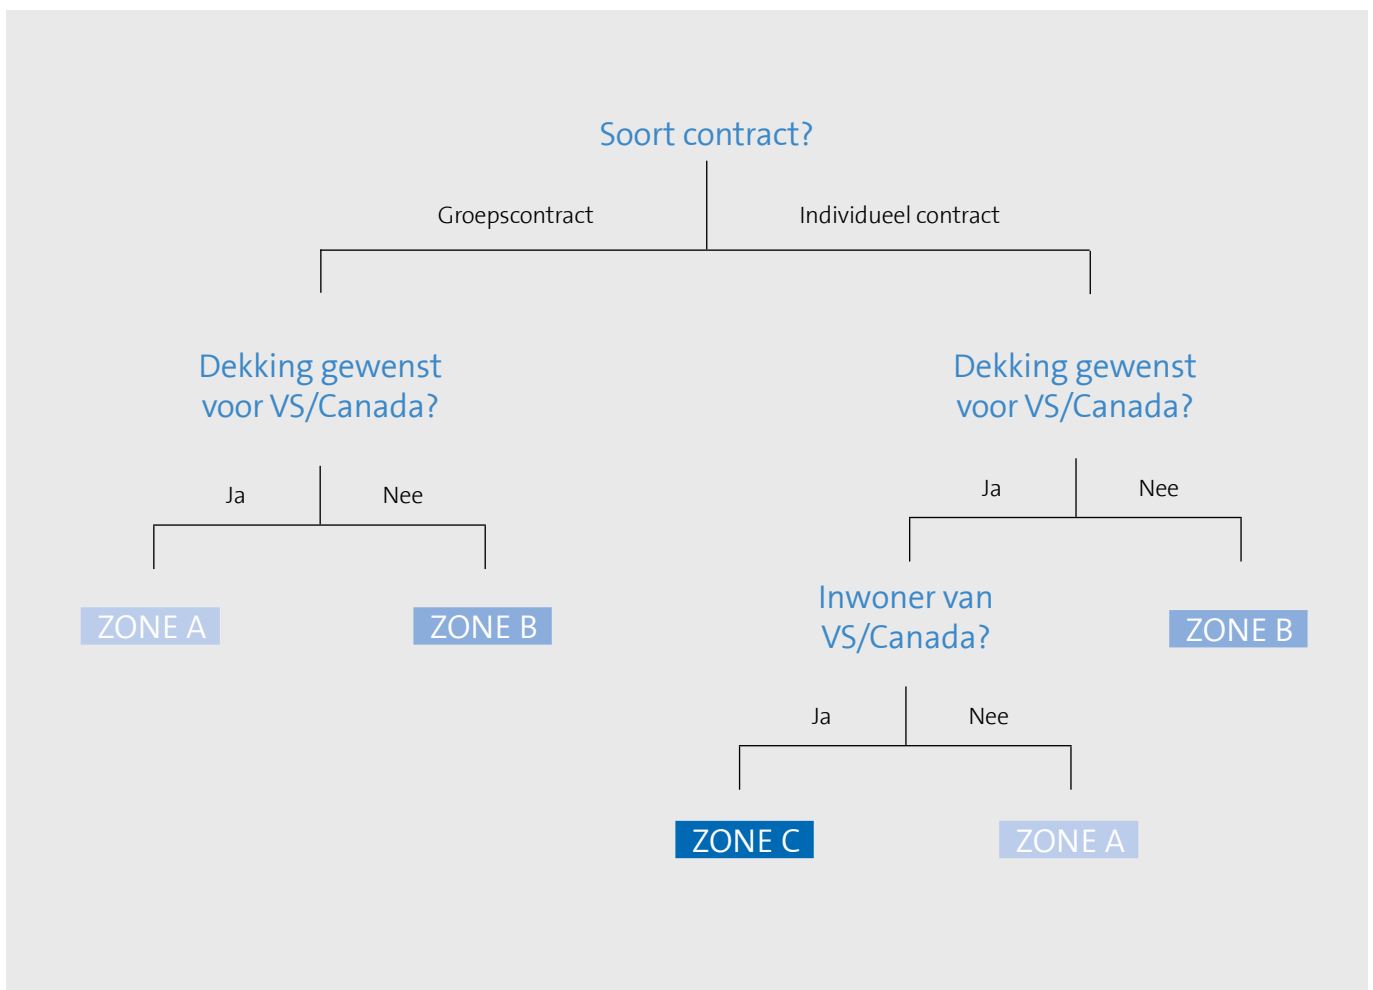 Soort contract?
Groepscontract
Individueel contract
Dekking gewenst
voor VS/Canada?
Dekking gewenst
voor VS/Canada?
Ja
Nee
Ja
Nee
ZONE A
ZONE B
Inwoner van
VS/Canada?
ZONE B
Ja
Nee
ZONE C
ZONE A